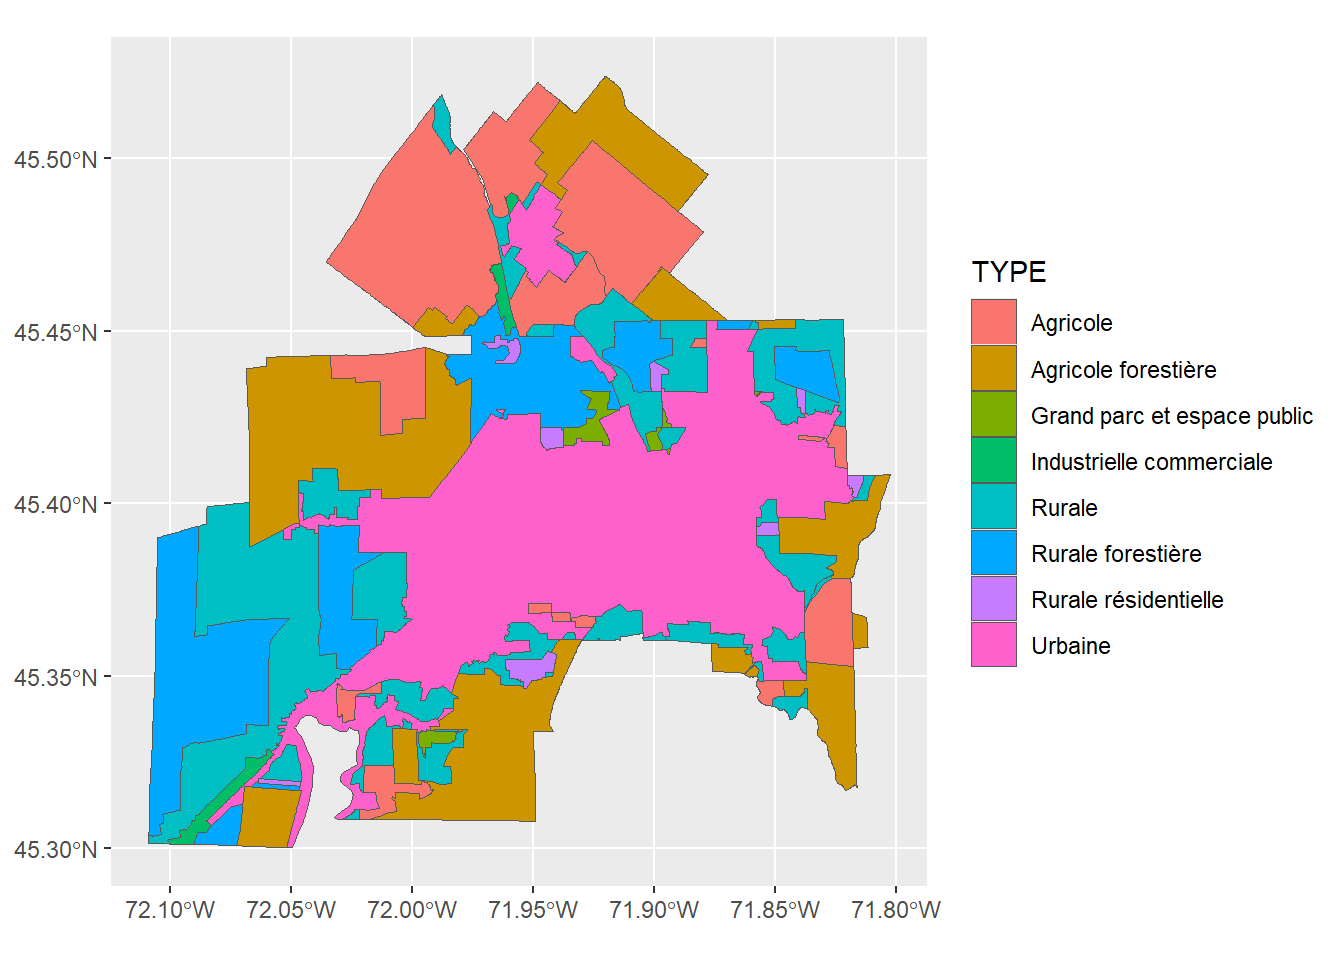 45.50°N
45.45°N
45.40°N
45.35°N
45.30°N
72.10°W 72.05°W 72.00°W 71.95°W 71.90°W 71.85°W 71.80°W
TYPE
Agricole
Agricole forestière
Grand parc et espace public
Industrielle commerciale
Rurale
Rurale forestière
Rurale résidentielle
Urbaine